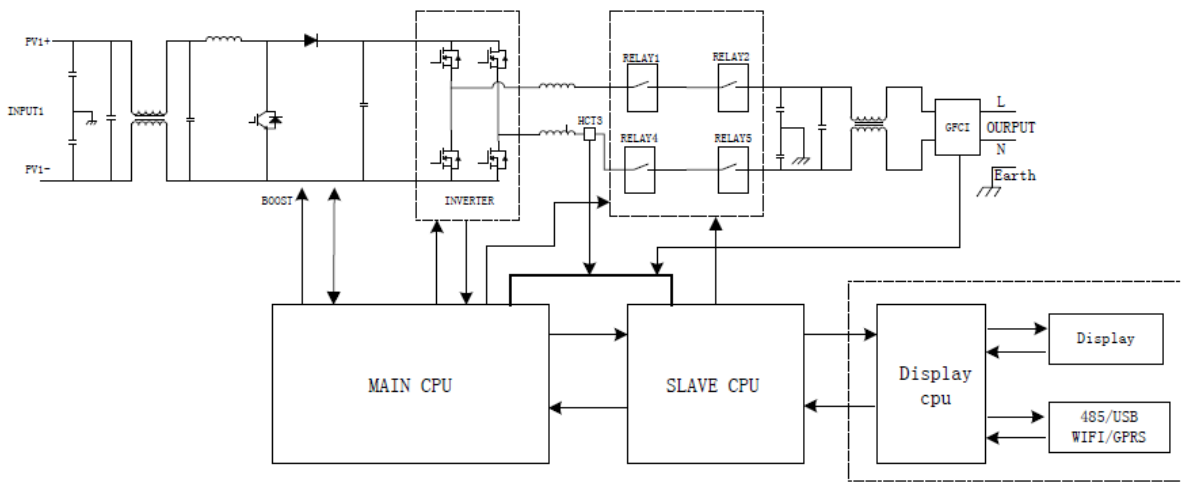 PV1+
INPUT1
PV1-
BOOST
INVERTER
HCT3
RELAY1
RELAY2
RELAY4
RELAY5
GFCI
L
OURPUT
N
Earth
MAIN CPU
SLAVE CPU
Display
cpu
Display
485/USB
WIFI/GPRS